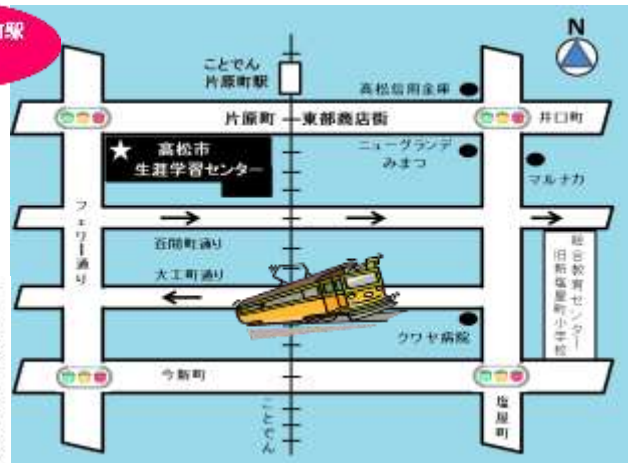 駅
N
ことでん
片原町駅
高松信用金庫
片原町
東部商店街
井口町
★ 高松市
生涯学習センター
ニューグランデ
みまつ
マルナカ
フェリー通り
百間町通り
大工町通り
総合教育センター
旧新塩屋町小学校
クワヤ病院
今新町
ことでん
塩屋町